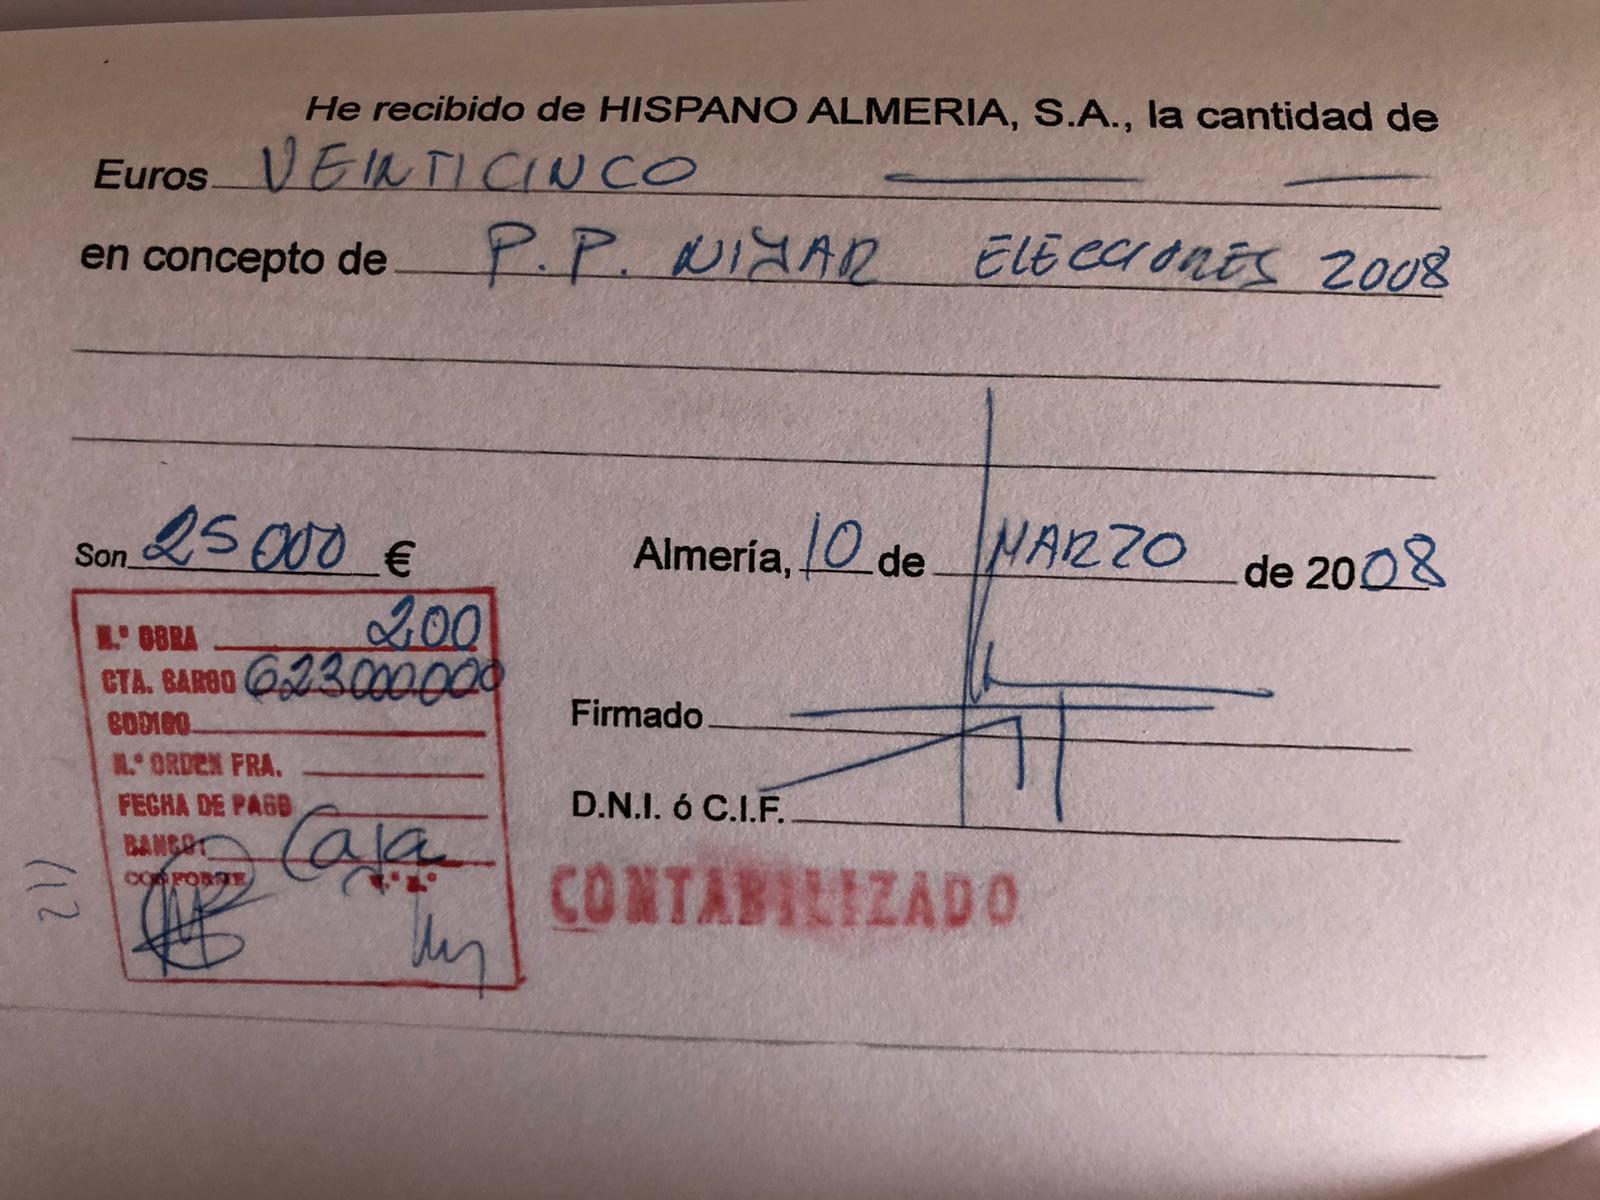 He recibido de HISPANO ALMERIA, S.A., la cantidad de
Euros VEINTICINCO
en concepto de P.P. NIJAR ELECCIONES 2008
Son 25000 €
Almería, 10 de MARZO de 2008
N.º OBRA 200
CTA. CARGO 623000000
CODIGO
N.º ORDEN FRA.
FECHA DE PAGO
BANCO: Caja
CONFORME V.º B.º
Firmado
D.N.I. ó C.I.F.
CONTABILIZADO